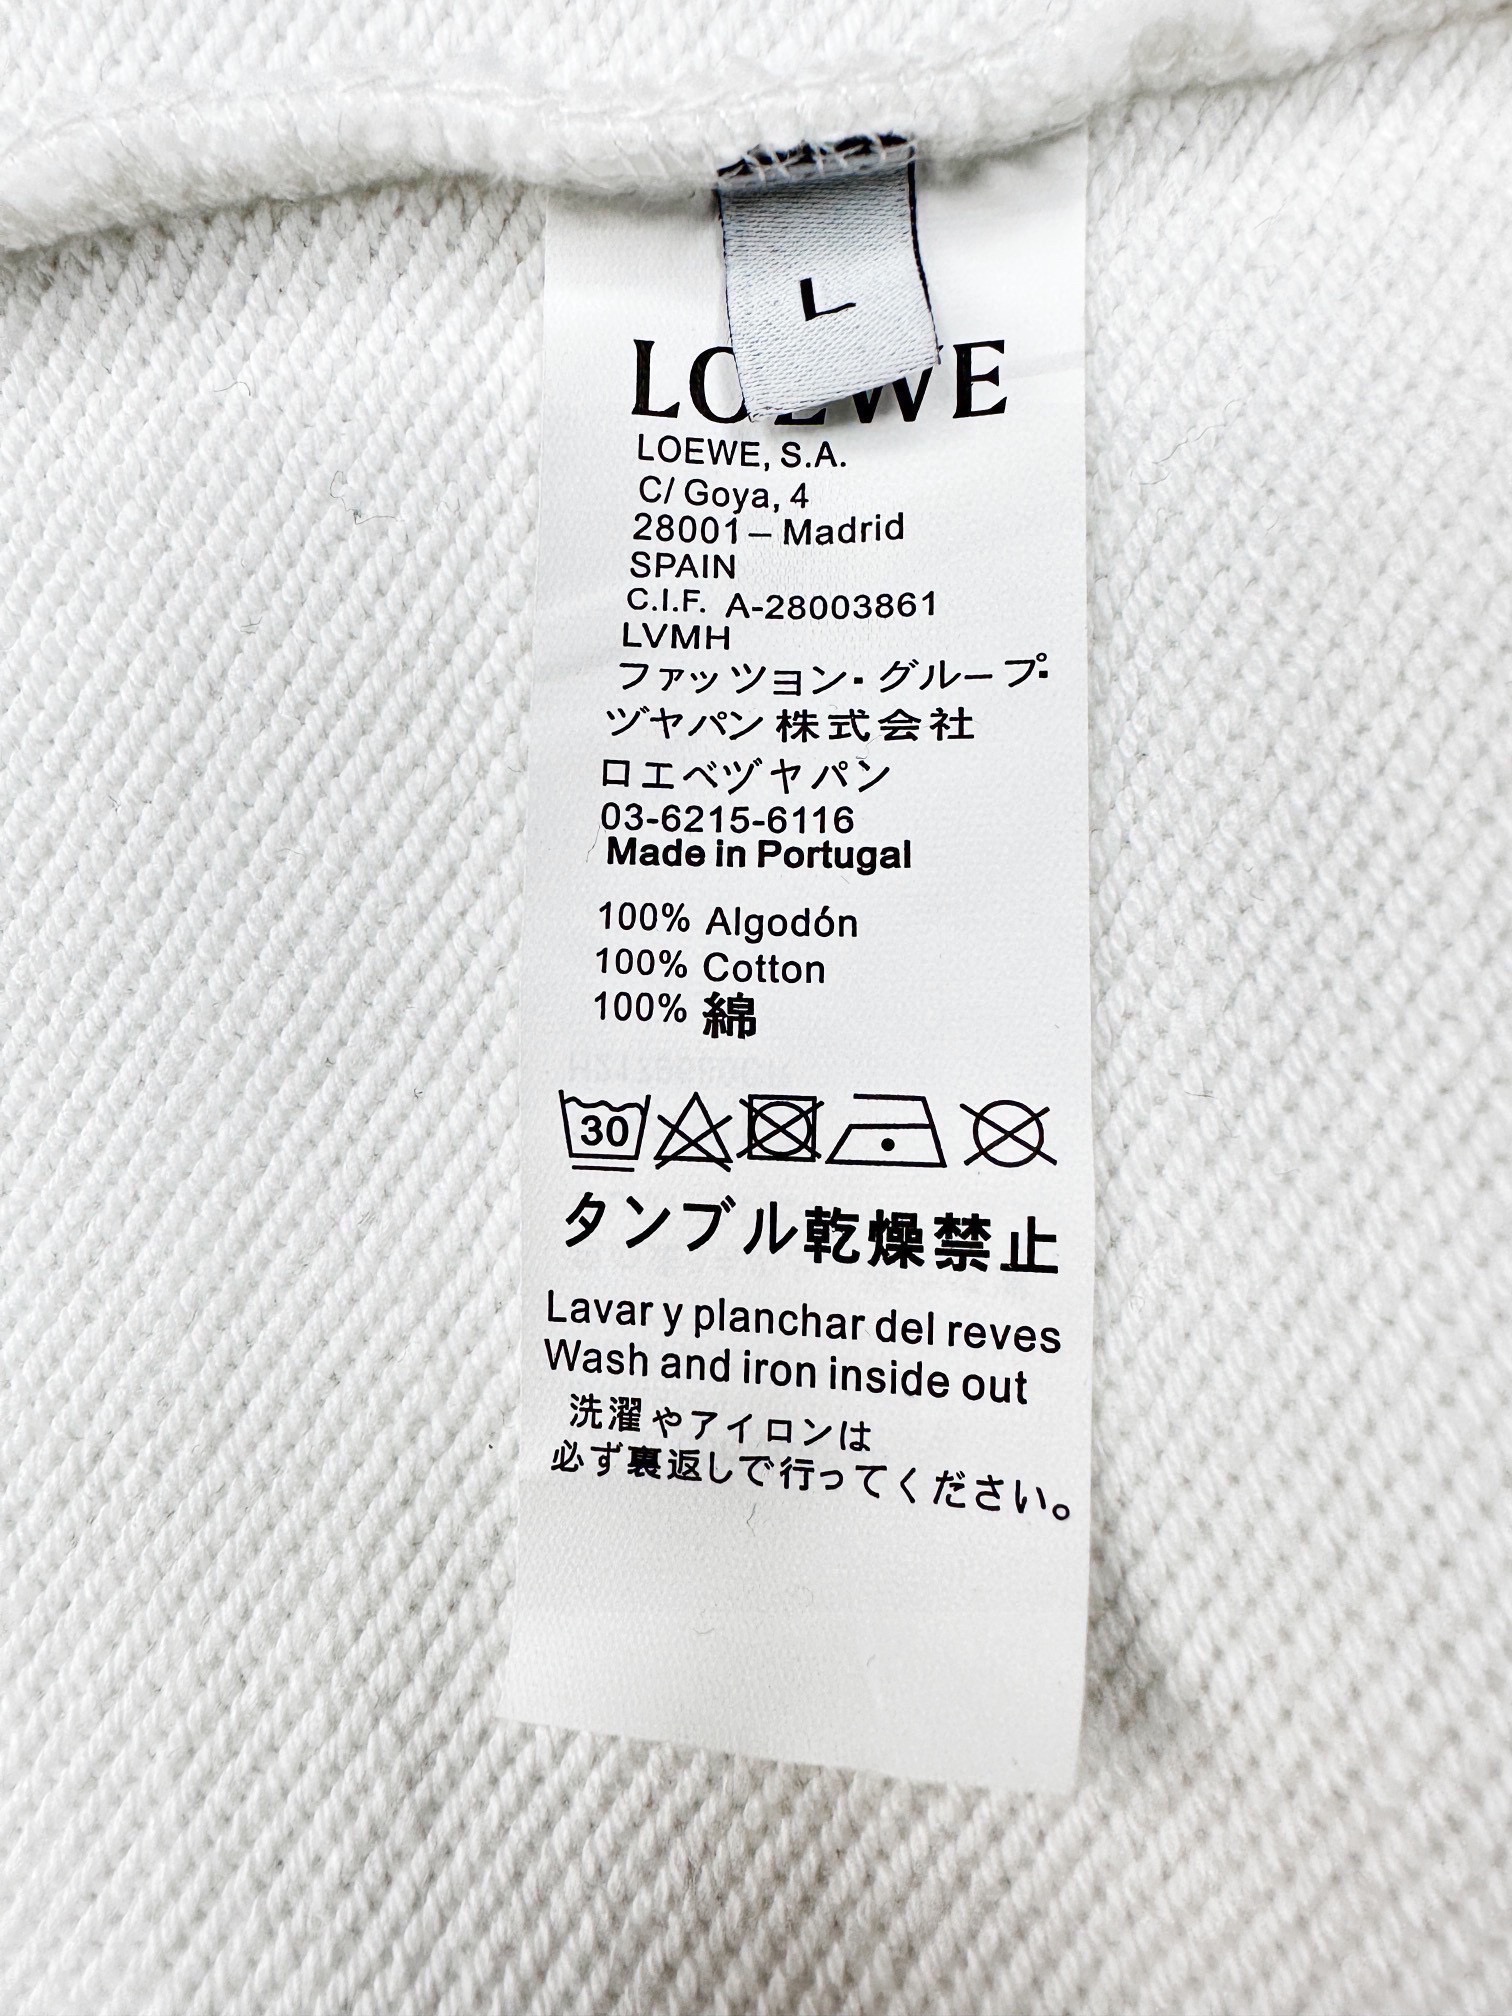 L
LOEWE
LOEWE, S.A.
C/ Goya, 4
28001 – Madrid
SPAIN
C.I.F. A-28003861
LVMH
ファッツョン・グループ・
ヅャパン 株式会社
ロエベヅャパン
03-6215-6116
Made in Portugal
100% Algodón
100% Cotton
100% 綿
30
タンブル乾燥禁止
Lavar y planchar del reves
Wash and iron inside out
洗濯やアイロンは
必ず裏返しで行ってください。